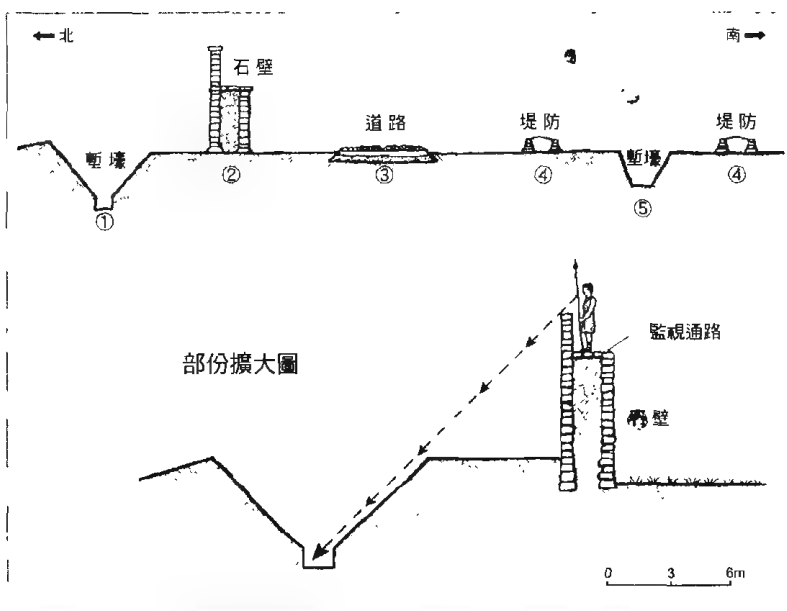 ←北
南→
石壁
道路
堤防
堤防
塹壕
塹壕
①
②
③
④
⑤
④
監視通路
部份擴大圖
壁
0 3 6m